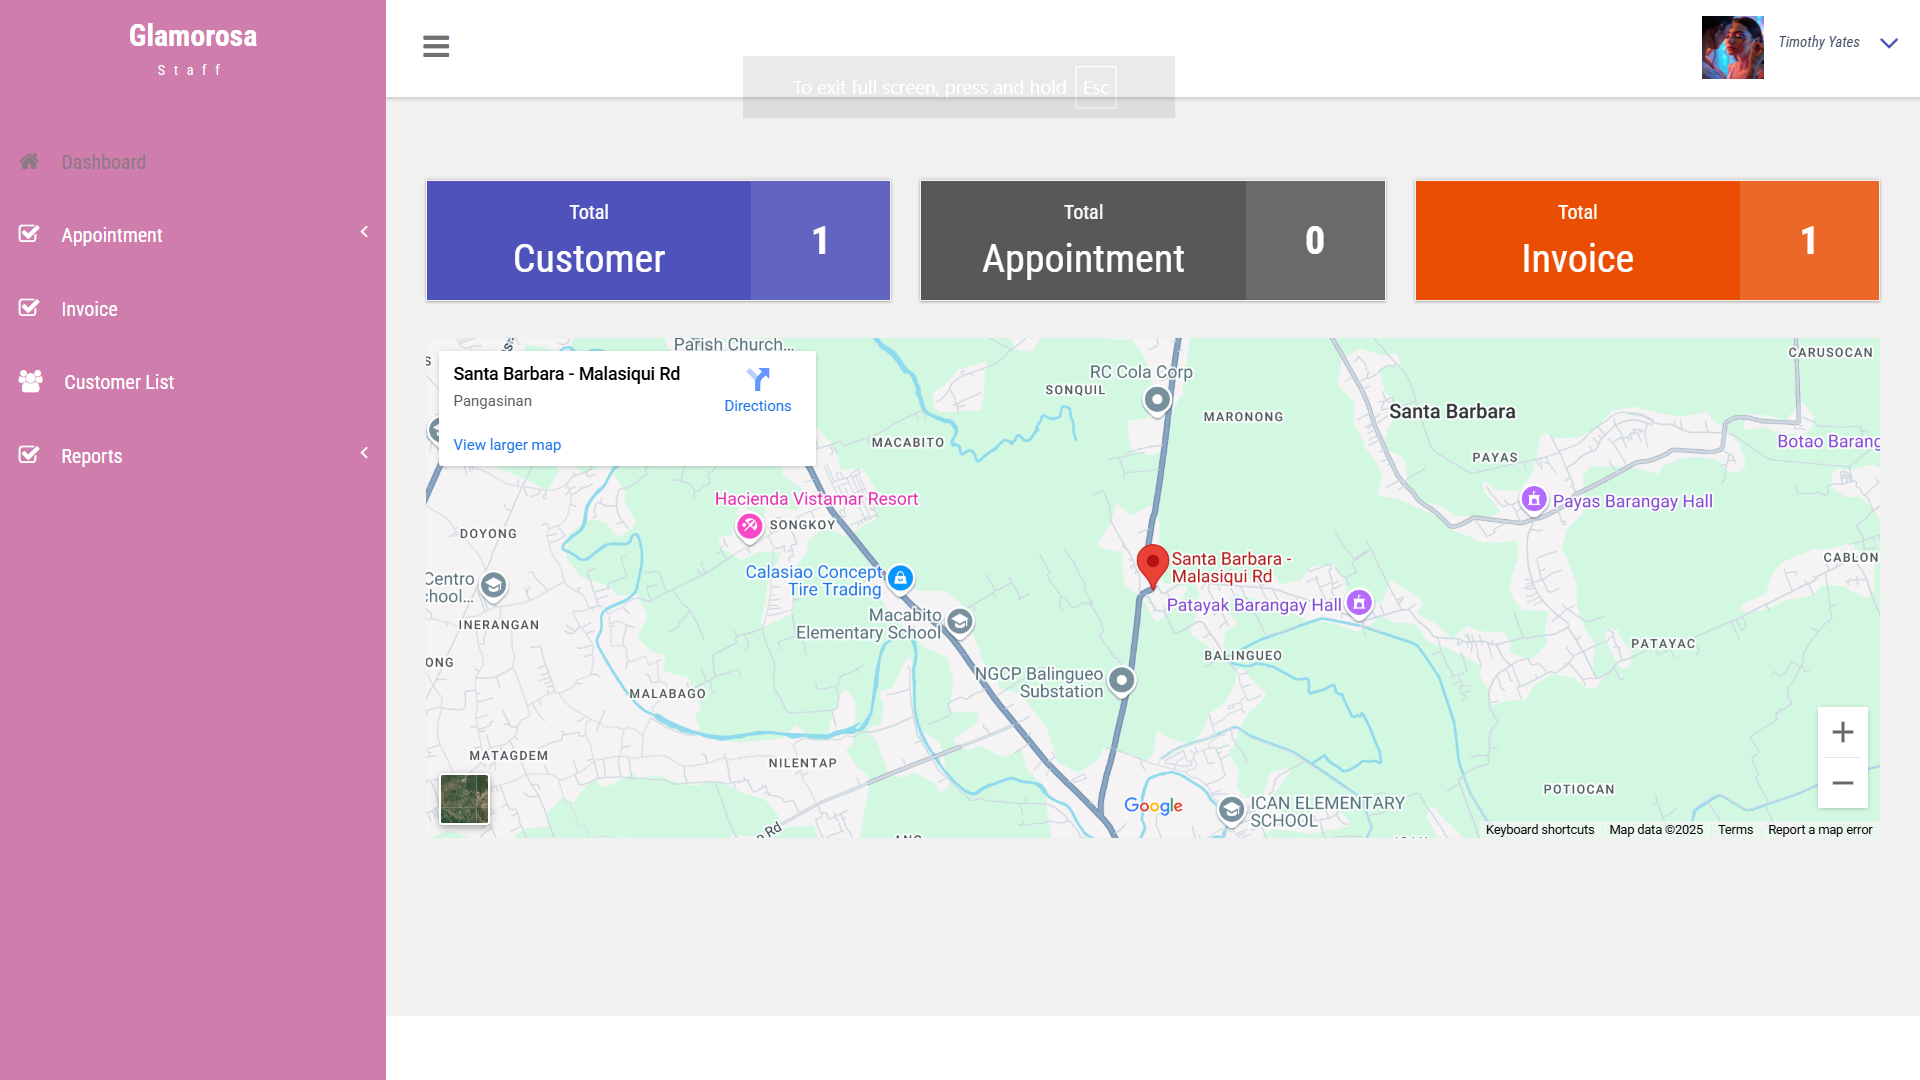 Glamorosa
Staff
Dashboard
Appointment
Invoice
Customer List
Reports
Timothy Yates
To exit full screen, press and hold Esc
Total
Customer
1
Total
Appointment
0
Total
Invoice
1
Santa Barbara - Malasiqui Rd
Pangasinan
Directions
View larger map
Parish Church...
RC Cola Corp
SONQUIL
MARONONG
MACABITO
Santa Barbara
CARUSOCAN
PAYAS
Botao Barang
Payas Barangay Hall
Hacienda Vistamar Resort
SONGKOY
DOYONG
CABLON
Calasiao Concept
Tire Trading
Santa Barbara -
Malasiqui Rd
Patayak Barangay Hall
Centro
chool...
Macabito
Elementary School
INERANGAN
ONG
PATAYAC
BALINGUEO
NGCP Balingueo
Substation
MALABAGO
MATAGDEM
NILENTAP
POTIOCAN
Google
ICAN ELEMENTARY
SCHOOL
Rd
Keyboard shortcuts
Map data ©2025
Terms
Report a map error